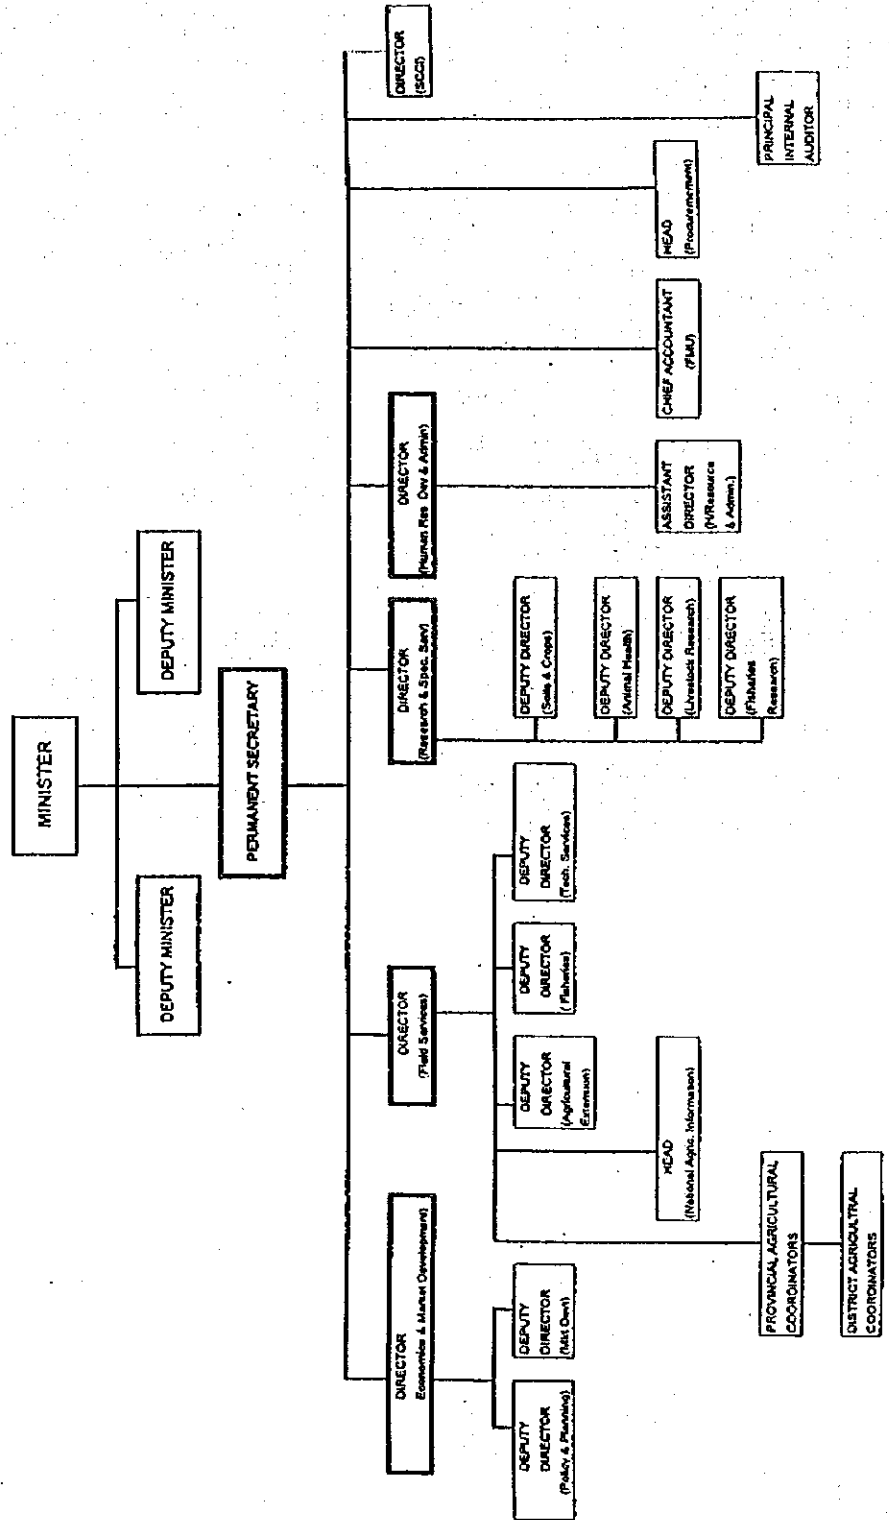 MINISTER
DEPUTY MINISTER
DEPUTY MINISTER
PERMANENT SECRETARY
DIRECTOR
Economics & Market Development)
DIRECTOR
(Field Services)
DIRECTOR
(Research & Spec. Serv)
DIRECTOR
(Human Res Dev & Admin)
DIRECTOR
(SCCI)
DEPUTY
DIRECTOR
(Policy & Planning)
DEPUTY
DIRECTOR
(Mkt Devt)
DEPUTY
DIRECTOR
(Agricultural
Extension)
DEPUTY
DIRECTOR
( Fisheries)
DEPUTY
DIRECTOR
(Tech. Services)
DEPUTY DIRECTOR
(Soils & Crops)
DEPUTY DIRECTOR
(Animal Health)
DEPUTY DIRECTOR
(Livestock Research)
DEPUTY DIRECTOR
(Fisheries
Research)
HEAD
(National Agric. Information)
ASSISTANT
DIRECTOR
(H/Resource
& Admin.)
CHIEF ACCOUNTANT
(FMU)
HEAD
(Procuremement)
PROVINCIAL AGRICULTURAL
COORDINATORS
PRINCIPAL
INTERNAL
AUDITOR
DISTRICT AGRICULTRAL
COORDINATORS